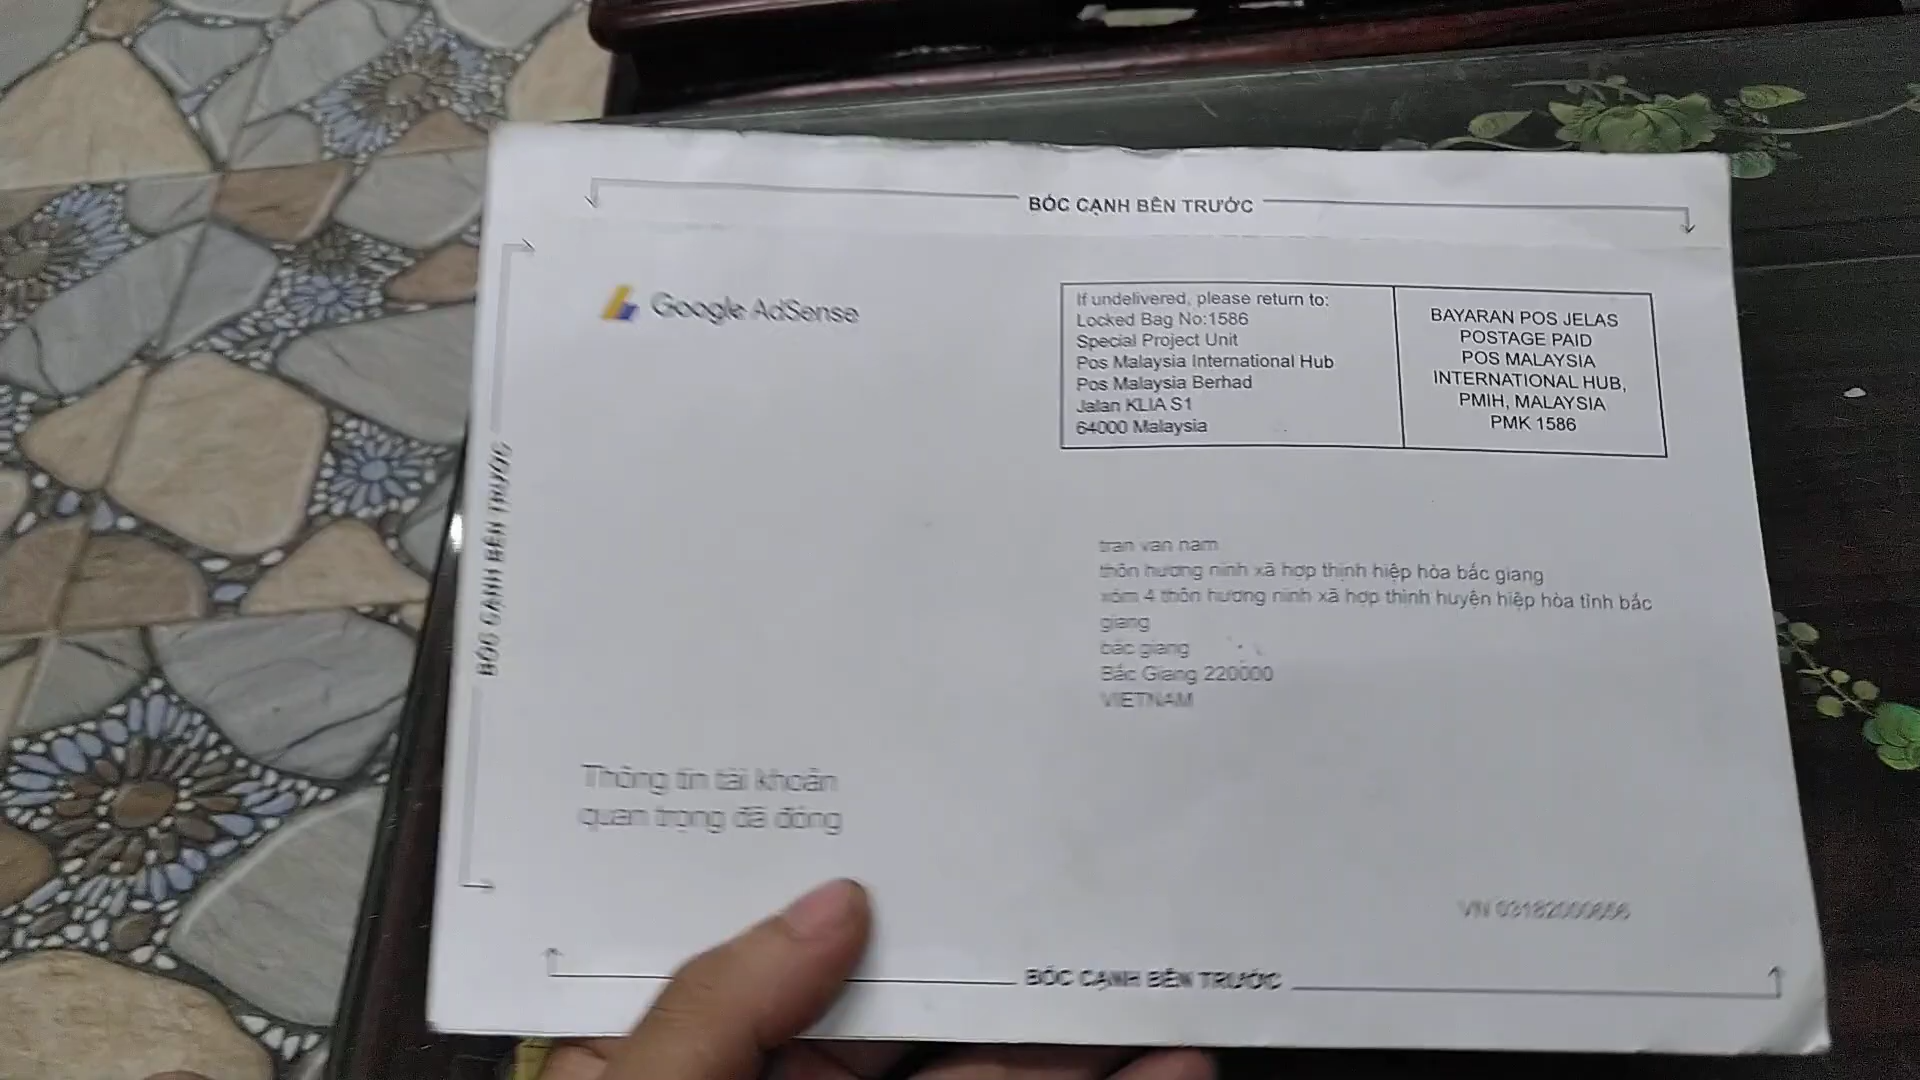 BÓC CẠNH BÊN TRƯỚC
Google AdSense
If undelivered, please return to:
Locked Bag No:1586
Special Project Unit
Pos Malaysia International Hub
Pos Malaysia Berhad
Jalan KLIA S1
64000 Malaysia
BAYARAN POS JELAS
POSTAGE PAID
POS MALAYSIA
INTERNATIONAL HUB,
PMIH, MALAYSIA
PMK 1586
BÓC CẠNH BÊN TRƯỚC
tran van nam
thôn hương ninh xã hợp thịnh hiệp hòa bắc giang
xóm 4 thôn hương ninh xã hợp thịnh huyện hiệp hòa tỉnh bắc
giang
bắc giang
Bắc Giang 220000
VIETNAM
Thông tin tài khoản
quan trọng đã đóng
BÓC CẠNH BÊN TRƯỚC